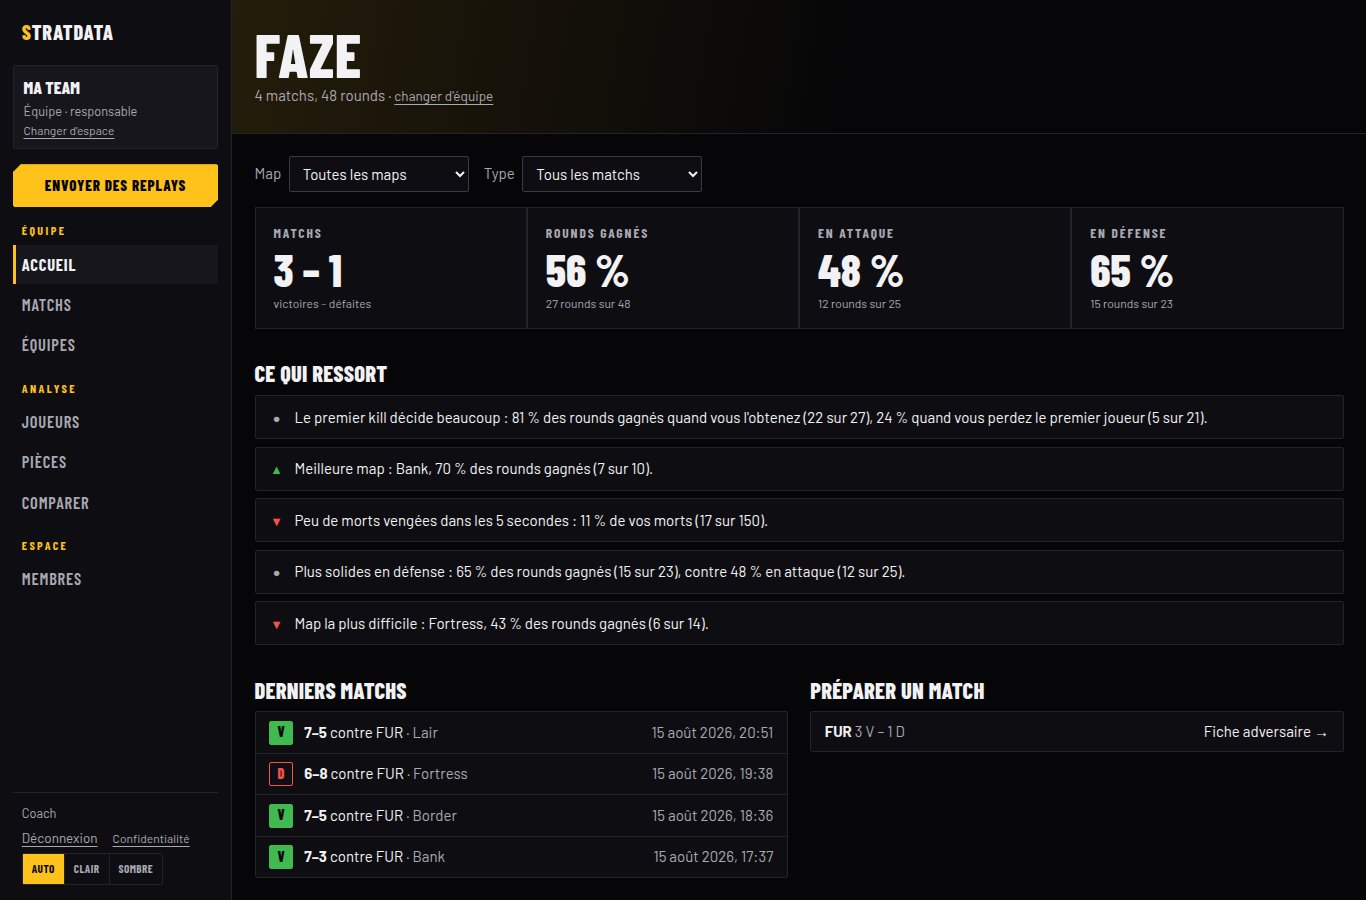 STRATDATA
MA TEAM
Équipe · responsable
Changer d'espace
ENVOYER DES REPLAYS
ÉQUIPE
ACCUEIL
MATCHS
ÉQUIPES
ANALYSE
JOUEURS
PIÈCES
COMPARER
ESPACE
MEMBRES
Coach
Déconnexion Confidentialité
AUTO CLAIR SOMBRE
FAZE
4 matchs, 48 rounds · changer d'équipe
Map Toutes les maps Type Tous les matchs
MATCHS
3 – 1
victoires – défaites
ROUNDS GAGNÉS
56 %
27 rounds sur 48
EN ATTAQUE
48 %
12 rounds sur 25
EN DÉFENSE
65 %
15 rounds sur 23
CE QUI RESSORT
● Le premier kill décide beaucoup : 81 % des rounds gagnés quand vous l'obtenez (22 sur 27), 24 % quand vous perdez le premier joueur (5 sur 21).
▲ Meilleure map : Bank, 70 % des rounds gagnés (7 sur 10).
▼ Peu de morts vengées dans les 5 secondes : 11 % de vos morts (17 sur 150).
● Plus solides en défense : 65 % des rounds gagnés (15 sur 23), contre 48 % en attaque (12 sur 25).
▼ Map la plus difficile : Fortress, 43 % des rounds gagnés (6 sur 14).
DERNIERS MATCHS
V 7–5 contre FUR · Lair 15 août 2026, 20:51
D 6–8 contre FUR · Fortress 15 août 2026, 19:38
V 7–5 contre FUR · Border 15 août 2026, 18:36
V 7–3 contre FUR · Bank 15 août 2026, 17:37
PRÉPARER UN MATCH
FUR 3 V – 1 D Fiche adversaire →